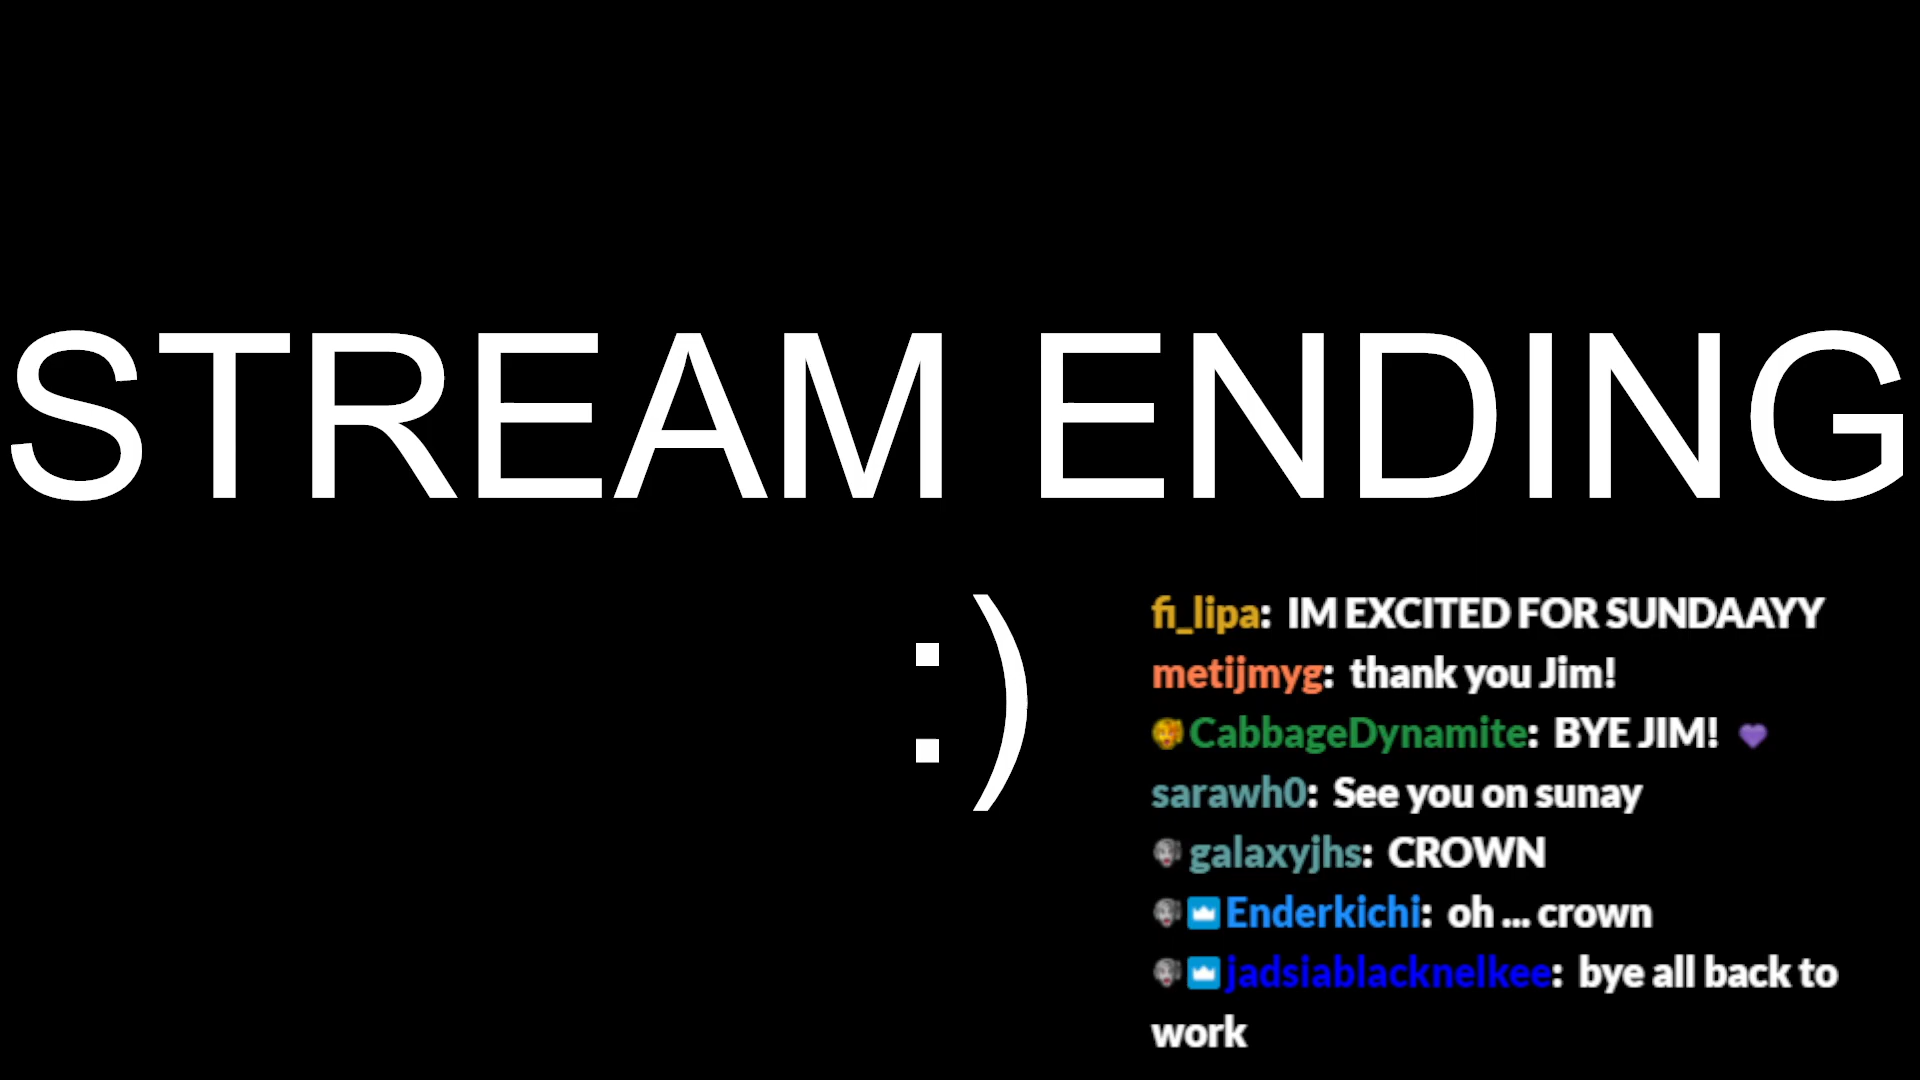 STREAM ENDING
:)
fi_lipa: IM EXCITED FOR SUNDAAYY
metijmyg: thank you Jim!
CabbageDynamite: BYE JIM! 💜
sarawh0: See you on sunay
galaxyjhs: CROWN
Enderkichi: oh ... crown
jadsiablacknelkee: bye all back to
work